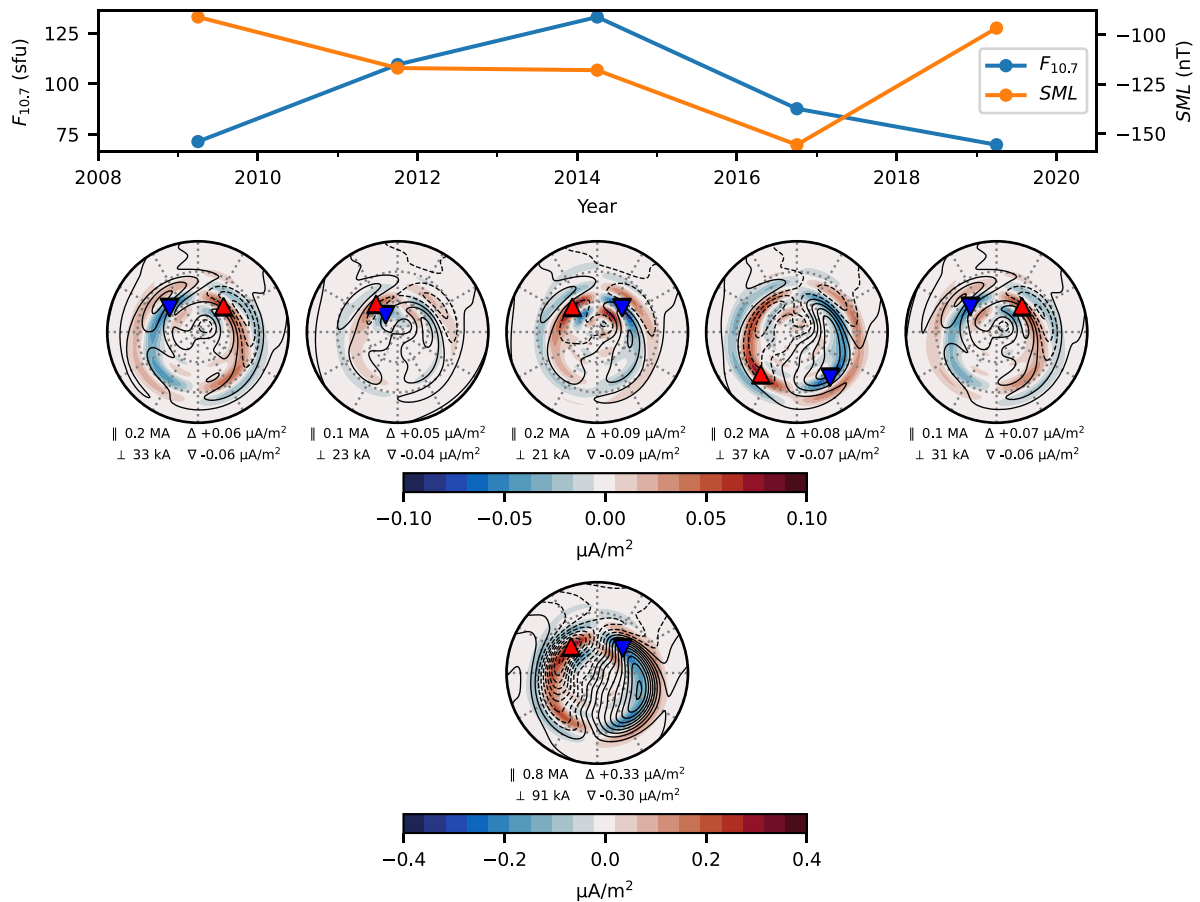 125
100
75
F10.7 (sfu)
−100
−125
−150
SML (nT)
F10.7
SML
2008 2010 2012 2014 2016 2018 2020
Year
∥ 0.2 MA Δ +0.06 μA/m²
⊥ 33 kA ∇ -0.06 μA/m²
∥ 0.1 MA Δ +0.05 μA/m²
⊥ 23 kA ∇ -0.04 μA/m²
∥ 0.2 MA Δ +0.09 μA/m²
⊥ 21 kA ∇ -0.09 μA/m²
∥ 0.2 MA Δ +0.08 μA/m²
⊥ 37 kA ∇ -0.07 μA/m²
∥ 0.1 MA Δ +0.07 μA/m²
⊥ 31 kA ∇ -0.06 μA/m²
−0.10 −0.05 0.00 0.05 0.10
μA/m²
∥ 0.8 MA Δ +0.33 μA/m²
⊥ 91 kA ∇ -0.30 μA/m²
−0.4 −0.2 0.0 0.2 0.4
μA/m²